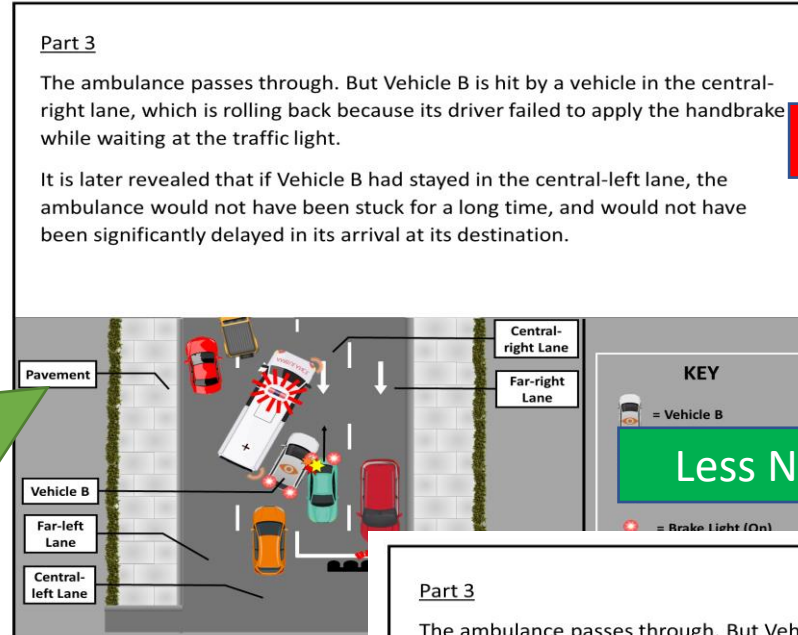 Part 3
The ambulance passes through. But Vehicle B is hit by a vehicle in the central-
right lane, which is rolling back because its driver failed to apply the handbrake
while waiting at the traffic light.
It is later revealed that if Vehicle B had stayed in the central-left lane, the
ambulance would not have been stuck for a long time, and would not have
been significantly delayed in its arrival at its destination.
Central-
right Lane
Pavement
Far-right
Lane
KEY
= Vehicle B
Less N
Vehicle B
Far-left
Lane
= Brake Light (On)
Central-
left Lane
Part 3
The ambulance passes through. But Veh